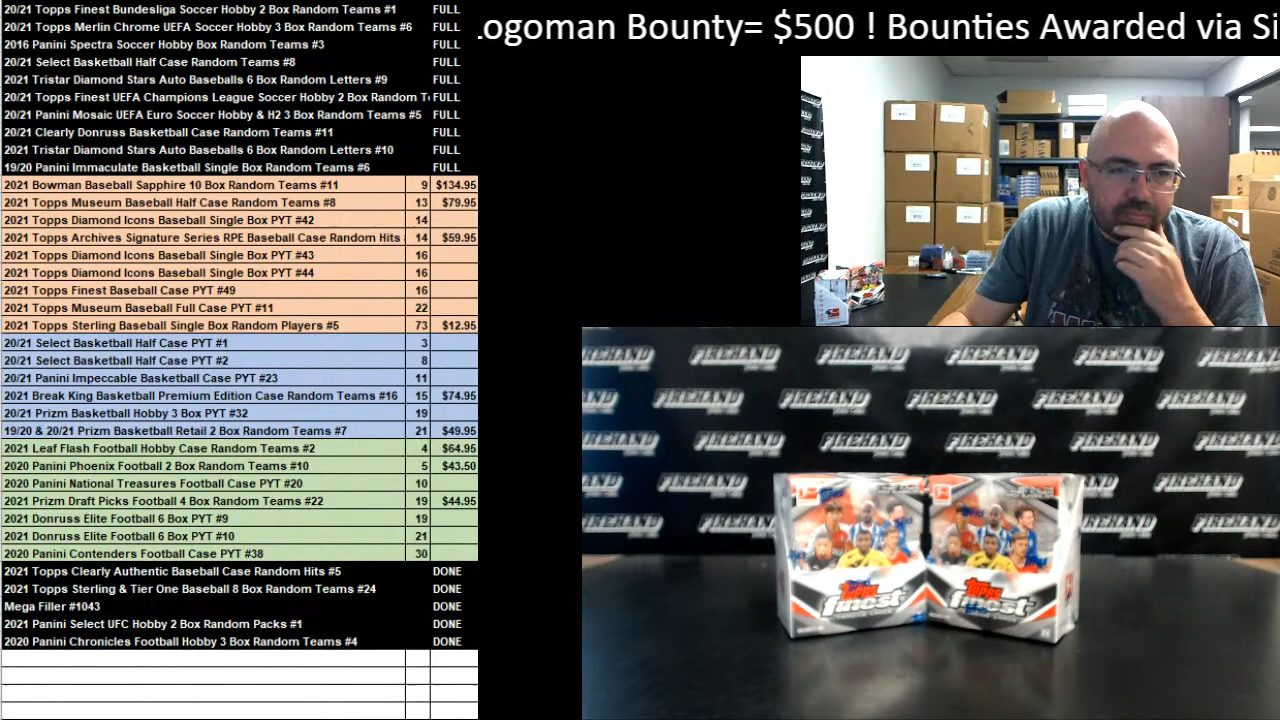 20/21 Topps Finest Bundesliga Soccer Hobby 2 Box Random Teams #1 FULL
20/21 Topps Merlin Chrome UEFA Soccer Hobby 3 Box Random Teams #6 FULL
2016 Panini Spectra Soccer Hobby Box Random Teams #3 FULL
20/21 Select Basketball Half Case Random Teams #8 FULL
20/21 Tristar Diamond Stars Auto Baseballs 6 Box Random Letters #9 FULL
20/21 Topps Finest UEFA Champions League Soccer Hobby 2 Box Random T FULL
20/21 Panini Mosaic UEFA Euro Soccer Hobby & H2 3 Box Random Teams #5 FULL
20/21 Clearly Donruss Basketball Case Random Teams #11 FULL
2021 Tristar Diamond Stars Auto Baseballs 6 Box Random Letters #10 FULL
19/20 Panini Immaculate Basketball Single Box Random Teams #6 FULL
2021 Bowman Baseball Sapphire 10 Box Random Teams #11 9 $134.95
2021 Topps Museum Baseball Half Case Random Teams #8 13 $79.95
2021 Topps Diamond Icons Baseball Single Box PYT #42 14
2021 Topps Archives Signature Series RPE Baseball Case Random Hits 14 $59.95
2021 Topps Diamond Icons Baseball Single Box PYT #43 16
2021 Topps Diamond Icons Baseball Single Box PYT #44 16
2021 Topps Finest Baseball Case PYT #49 16
2021 Topps Museum Baseball Full Case PYT #11 22
2021 Topps Sterling Baseball Single Box Random Players #5 73 $12.95
20/21 Select Basketball Half Case PYT #1 3
20/21 Select Basketball Half Case PYT #2 8
20/21 Panini Impeccable Basketball Case PYT #23 11
2021 Break King Basketball Premium Edition Case Random Teams #16 15 $74.95
20/21 Prizm Basketball Hobby 3 Box PYT #32 19
19/20 & 20/21 Prizm Basketball Retail 2 Box Random Teams #7 21 $49.95
2021 Leaf Flash Football Hobby Case Random Teams #2 4 $64.95
2020 Panini Phoenix Football 2 Box Random Teams #10 5 $43.50
2020 Panini National Treasures Football Case PYT #20 10
2021 Prizm Draft Picks Football 4 Box Random Teams #22 19 $44.95
2021 Donruss Elite Football 6 Box PYT #9 19
2021 Donruss Elite Football 6 Box PYT #10 21
2020 Panini Contenders Football Case PYT #38 30
2021 Topps Clearly Authentic Baseball Case Random Hits #5 DONE
2021 Topps Sterling & Tier One Baseball 8 Box Random Teams #24 DONE
Mega Filler #1043 DONE
2021 Panini Select UFC Hobby 2 Box Random Packs #1 DONE
2020 Panini Chronicles Football Hobby 3 Box Random Teams #4 DONE
Logoman Bounty= $500 ! Bounties Awarded via Si
FIREHAND
topps finest
topps finest